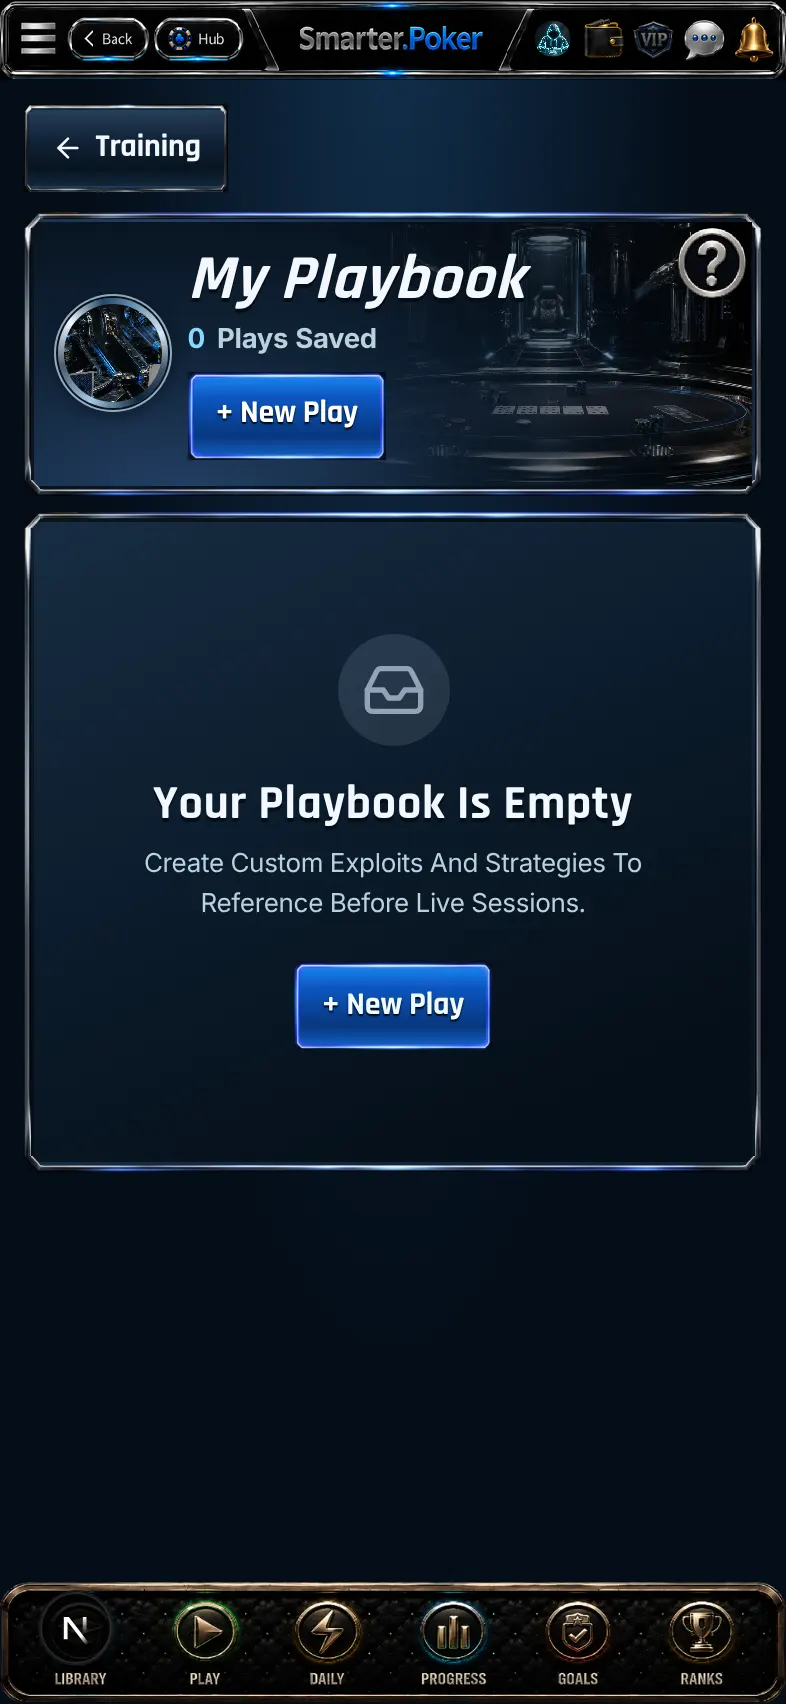 Back
Hub
Smarter.Poker
VIP
← Training
My Playbook
?
0 Plays Saved
+ New Play
Your Playbook Is Empty
Create Custom Exploits And Strategies To
Reference Before Live Sessions.
+ New Play
N
LIBRARY
PLAY
DAILY
PROGRESS
GOALS
RANKS